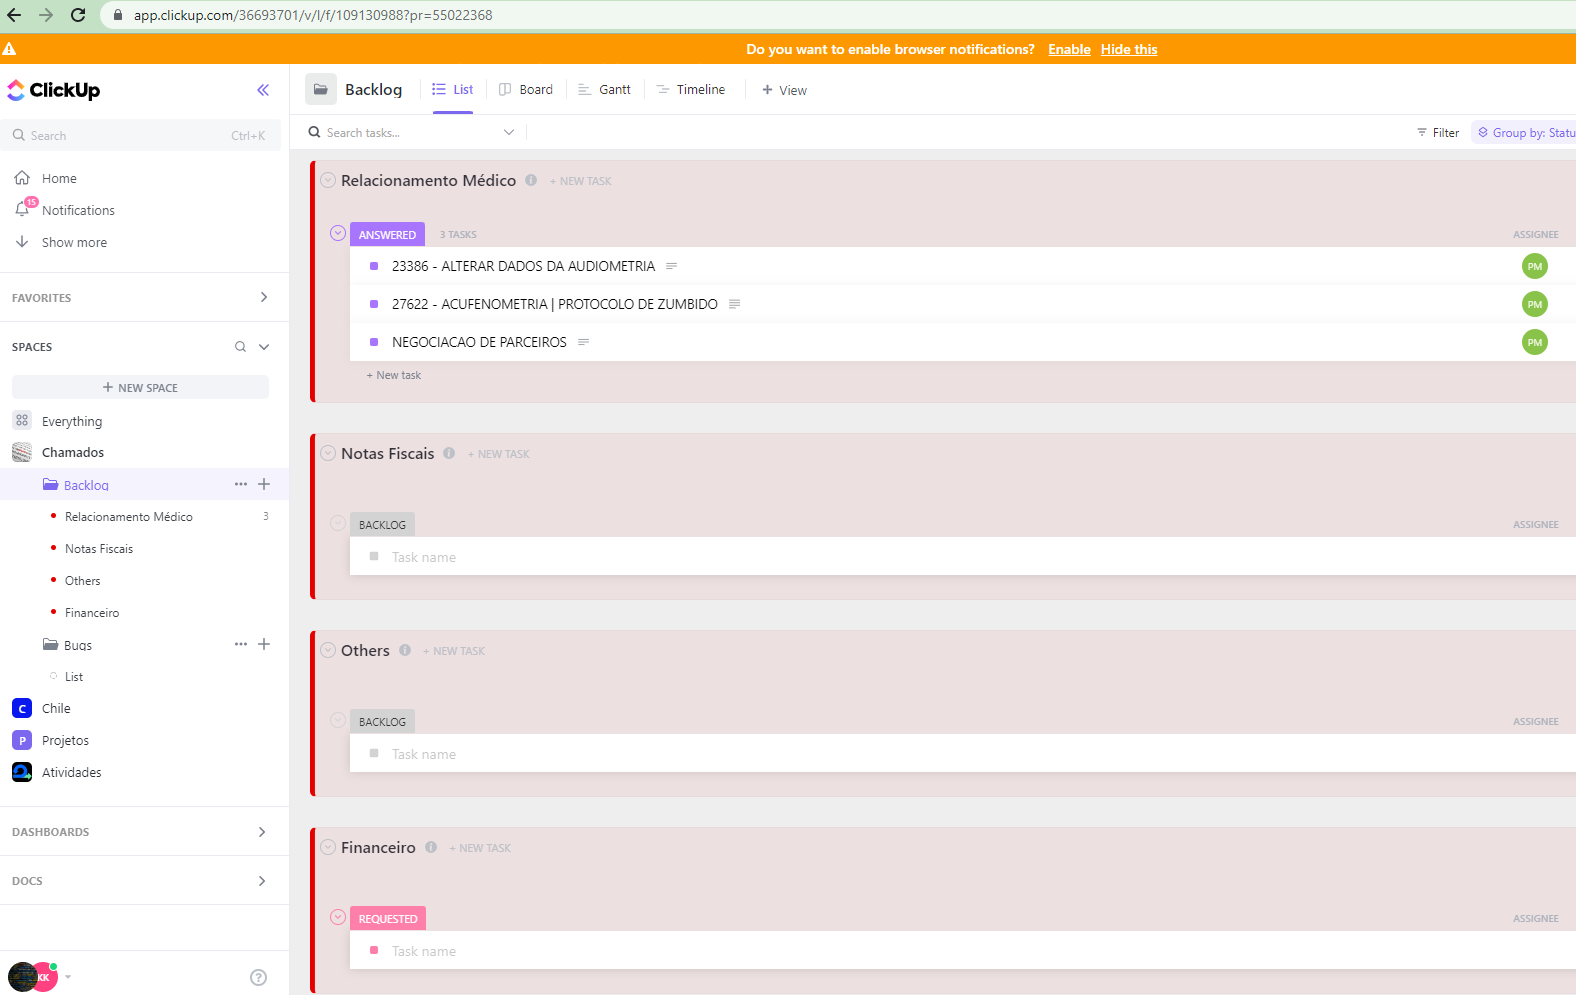 app.clickup.com/36693701/v/l/f/109130988?pr=55022368
Do you want to enable browser notifications? Enable Hide this
ClickUp
Search Ctrl+K
Home
15
Notifications
Show more
FAVORITES
SPACES
+ NEW SPACE
Everything
Chamados
Backlog
Relacionamento Médico 3
Notas Fiscais
Others
Financeiro
Bugs
List
C Chile
P Projetos
Atividades
DASHBOARDS
DOCS
KK
?
Backlog List Board Gantt Timeline + View
Search tasks... Filter Group by: Statu
Relacionamento Médico + NEW TASK
ANSWERED 3 TASKS ASSIGNEE
23386 - ALTERAR DADOS DA AUDIOMETRIA PM
27622 - ACUFENOMETRIA | PROTOCOLO DE ZUMBIDO PM
NEGOCIACAO DE PARCEIROS PM
+ New task
Notas Fiscais + NEW TASK
BACKLOG ASSIGNEE
Task name
Others + NEW TASK
BACKLOG ASSIGNEE
Task name
Financeiro + NEW TASK
REQUESTED ASSIGNEE
Task name